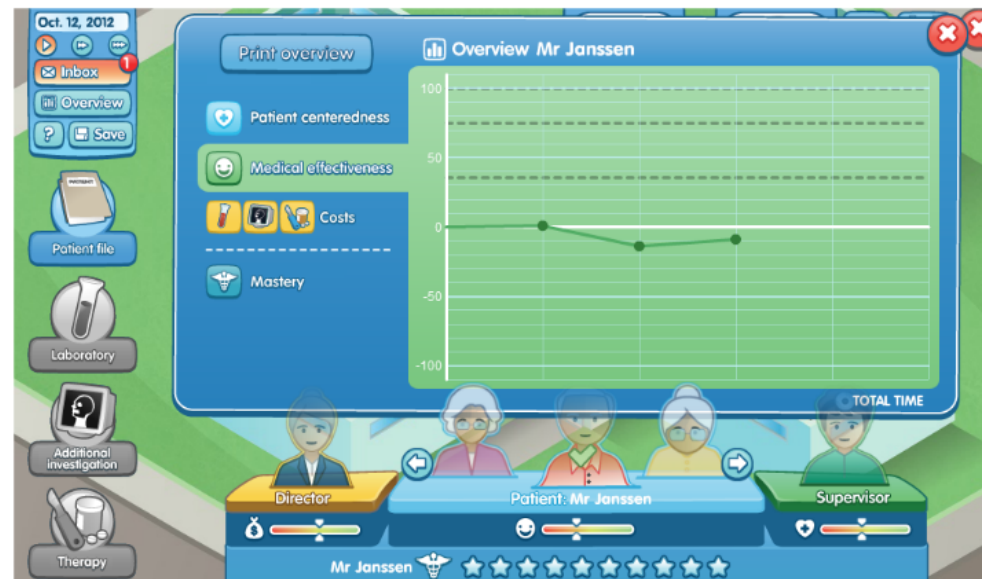 Oct. 12, 2012
Inbox
1
Overview
?
Save
Patient file
Laboratory
Additional
investigation
Therapy
Print overview
Patient centeredness
Medical effectiveness
Costs
Mastery
Overview Mr Janssen
100
50
0
-50
-100
TOTAL TIME
Director
Patient: Mr Janssen
Supervisor
$
Mr Janssen